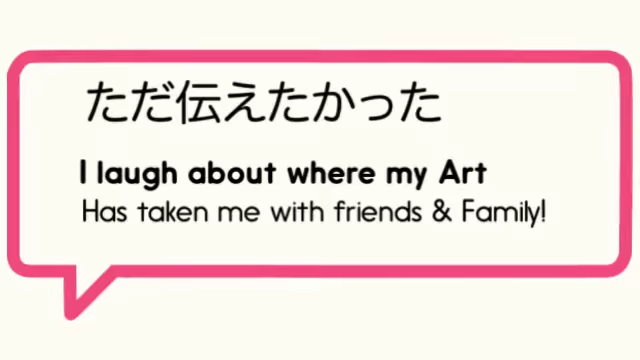 ただ伝えたかった
I laugh about where my Art
Has taken me with friends & Family!